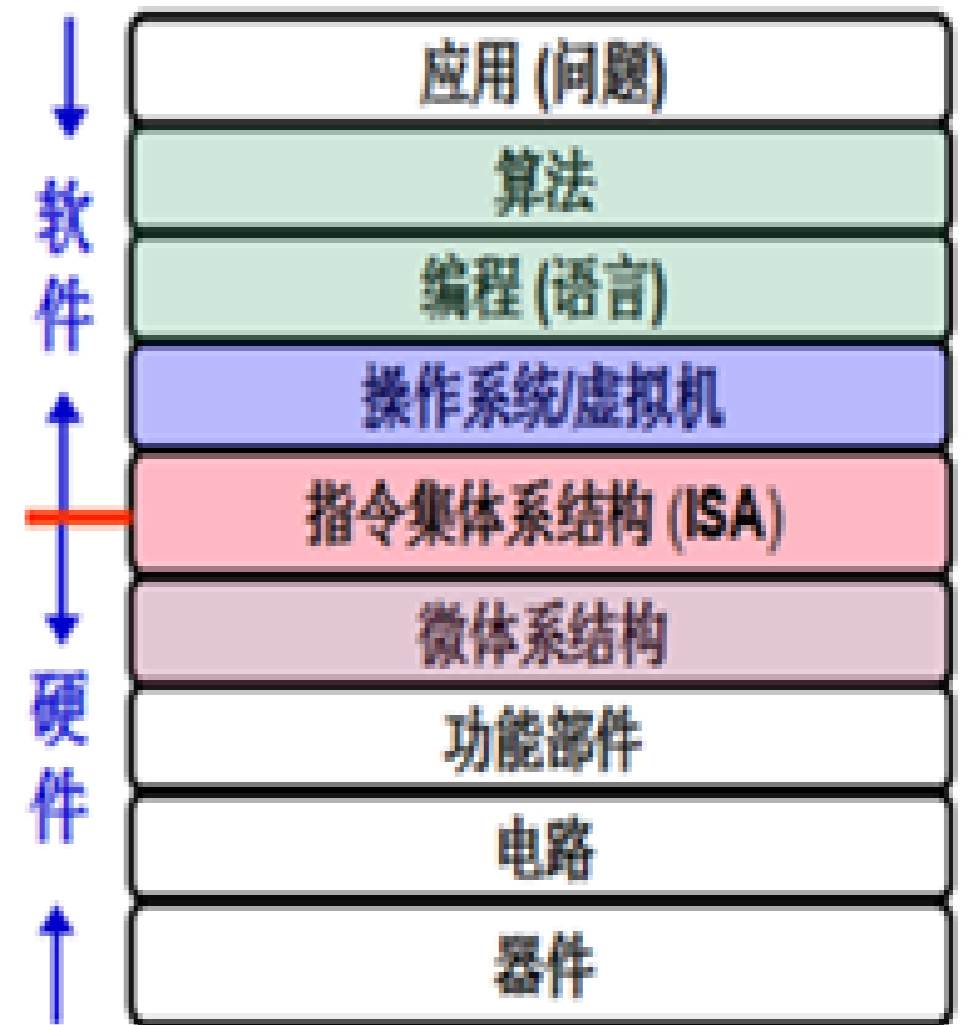 应用 (问题)
算法
编程 (语言)
操作系统/虚拟机
指令集体系结构 (ISA)
微体系结构
功能部件
电路
器件
软
件
硬
件